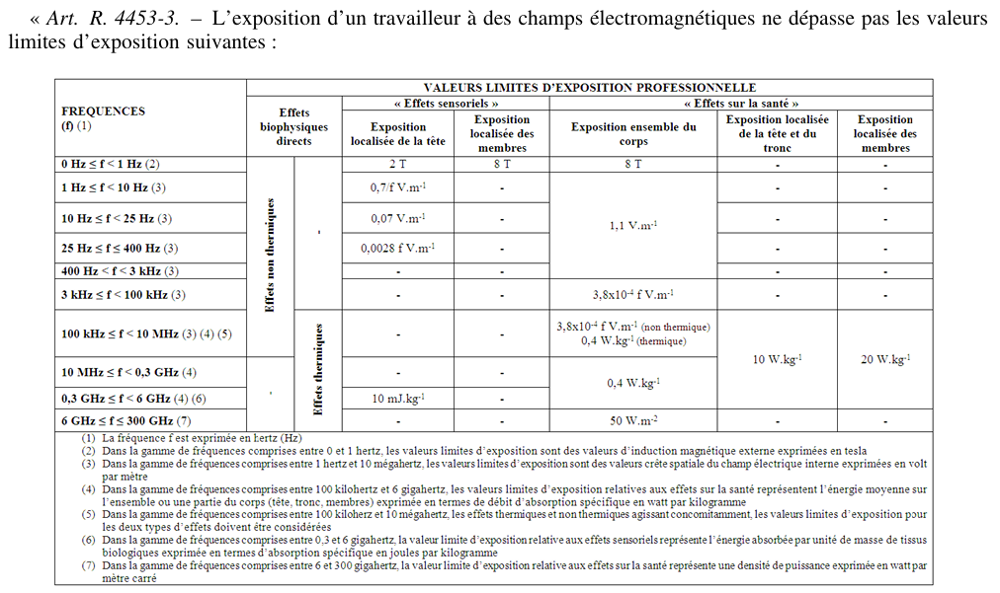 « Art. R. 4453-3. – L’exposition d’un travailleur à des champs électromagnétiques ne dépasse pas les valeurs
limites d’exposition suivantes :
VALEURS LIMITES D’EXPOSITION PROFESSIONNELLE
FREQUENCES
(f) (1)
Effets
biophysiques
directs
« Effets sensoriels »
« Effets sur la santé »
Exposition
localisée de la tête
Exposition
localisée des
membres
Exposition ensemble du
corps
Exposition localisée
de la tête et du
tronc
Exposition
localisée des
membres
0 Hz ≤ f < 1 Hz (2)
2 T
8 T
8 T
-
-
1 Hz ≤ f < 10 Hz (3)
0,7/f V.m-1
-
-
-
10 Hz ≤ f < 25 Hz (3)
0,07 V.m-1
-
1,1 V.m-1
-
-
Effets non thermiques
-
25 Hz ≤ f ≤ 400 Hz (3)
0,0028 f V.m-1
-
-
-
400 Hz < f < 3 kHz (3)
-
-
-
-
3 kHz ≤ f < 100 kHz (3)
-
-
3,8x10-4 f V.m-1
-
-
100 kHz ≤ f < 10 MHz (3) (4) (5)
-
-
3,8x10-4 f V.m-1 (non thermique)
0,4 W.kg-1 (thermique)
Effets thermiques
10 W.kg-1
20 W.kg-1
10 MHz ≤ f < 0,3 GHz (4)
-
-
-
0,4 W.kg-1
0,3 GHz ≤ f < 6 GHz (4) (6)
10 mJ.kg-1
-
6 GHz ≤ f ≤ 300 GHz (7)
-
-
50 W.m-2
-
-
(1) La fréquence f est exprimée en hertz (Hz)
(2) Dans la gamme de fréquences comprises entre 0 et 1 hertz, les valeurs limites d’exposition sont des valeurs d’induction magnétique externe exprimées en tesla
(3) Dans la gamme de fréquences comprises entre 1 hertz et 10 mégahertz, les valeurs limites d’exposition sont des valeurs crête spatiale du champ électrique interne exprimées en volt
par mètre
(4) Dans la gamme de fréquences comprises entre 100 kilohertz et 6 gigahertz, les valeurs limites d’exposition relatives aux effets sur la santé représentent l’énergie moyenne sur
l’ensemble ou une partie du corps (tête, tronc, membres) exprimée en termes de débit d’absorption spécifique en watt par kilogramme
(5) Dans la gamme de fréquences comprises entre 100 kiloherz et 10 mégahertz, les effets thermiques et non thermiques agissant concomitamment, les valeurs limites d’exposition pour
les deux types d’effets doivent être considérées
(6) Dans la gamme de fréquences comprises entre 0,3 et 6 gigahertz, la valeur limite d’exposition relative aux effets sensoriels représente l’énergie absorbée par unité de masse de tissus
biologiques exprimée en termes d’absorption spécifique en joules par kilogramme
(7) Dans la gamme de fréquences comprises entre 6 et 300 gigahertz, la valeur limite d’exposition relative aux effets sur la santé représente une densité de puissance exprimée en watt par
mètre carré